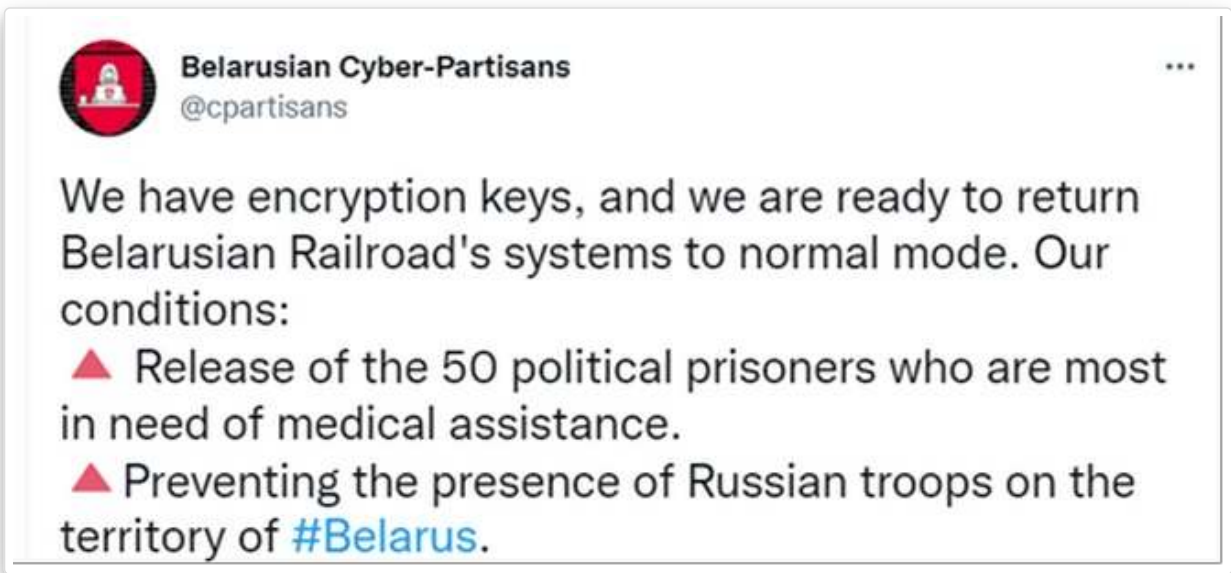 Belarusian Cyber-Partisans
@cpartisans
...
We have encryption keys, and we are ready to return
Belarusian Railroad's systems to normal mode. Our
conditions:
🔺 Release of the 50 political prisoners who are most
in need of medical assistance.
🔺 Preventing the presence of Russian troops on the
territory of #Belarus.